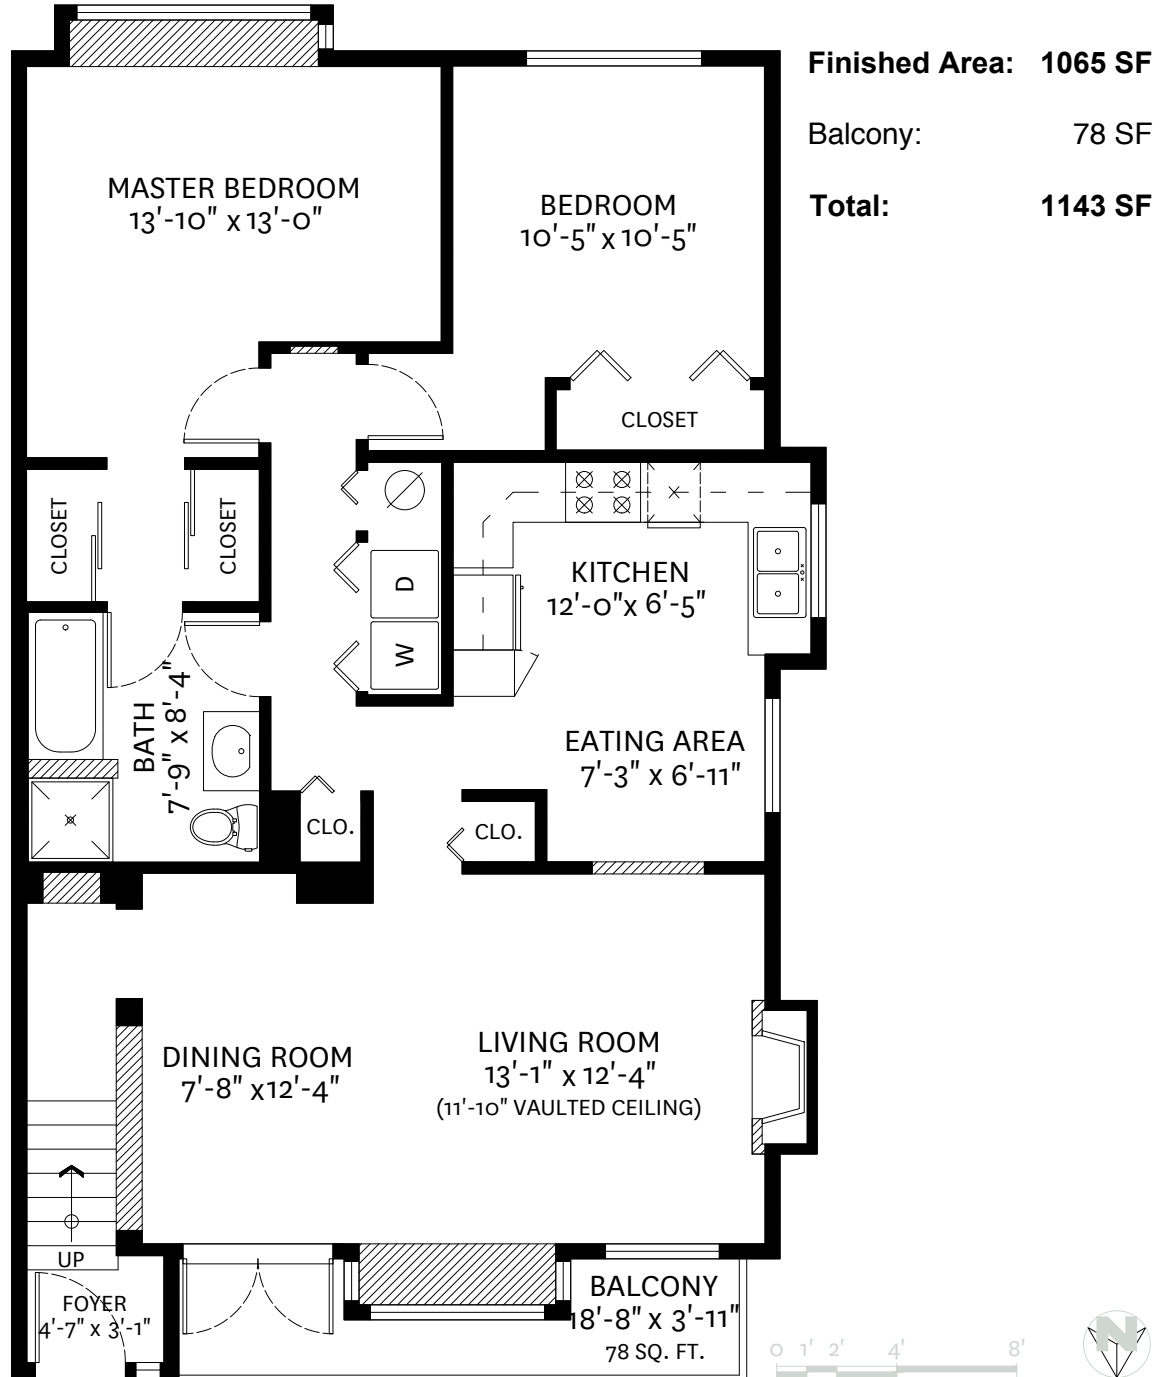 Finished Area: 1065 SF
Balcony: 78 SF
Total: 1143 SF
MASTER BEDROOM
13'-10" x 13'-0"
BEDROOM
10'-5" x 10'-5"
CLOSET
CLOSET
CLOSET
D
W
KITCHEN
12'-0"x 6'-5"
BATH
7'-9" x 8'-4"
EATING AREA
7'-3" x 6'-11"
CLO.
CLO.
DINING ROOM
7'-8" x12'-4"
LIVING ROOM
13'-1" x 12'-4"
(11'-10" VAULTED CEILING)
UP
FOYER
4'-7" x 3'-1"
BALCONY
18'-8" x 3'-11"
78 SQ. FT.
0 1' 2' 4' 8'
N